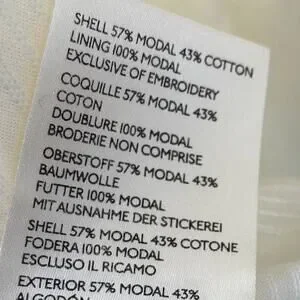 SHELL 57% MODAL 43% COTTON
LINING 100% MODAL
EXCLUSIVE OF EMBROIDERY
COQUILLE 57% MODAL 43%
COTON
DOUBLURE 100% MODAL
BRODERIE NON COMPRISE
OBERSTOFF 57% MODAL 43%
BAUMWOLLE
FUTTER 100% MODAL
MIT AUSNAHME DER STICKEREI
SHELL 57% MODAL 43% COTONE
FODERA 100% MODAL
ESCLUSO IL RICAMO
EXTERIOR 57% MODAL 43%
ALGODÓN